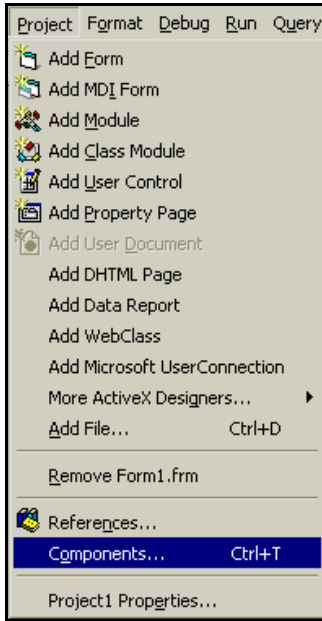 Project Format Debug Run Query
Add Form
Add MDI Form
Add Module
Add Class Module
Add User Control
Add Property Page
Add User Document
Add DHTML Page
Add Data Report
Add WebClass
Add Microsoft UserConnection
More ActiveX Designers...
Add File... Ctrl+D
Remove Form1.frm
References...
Components... Ctrl+T
Project1 Properties...